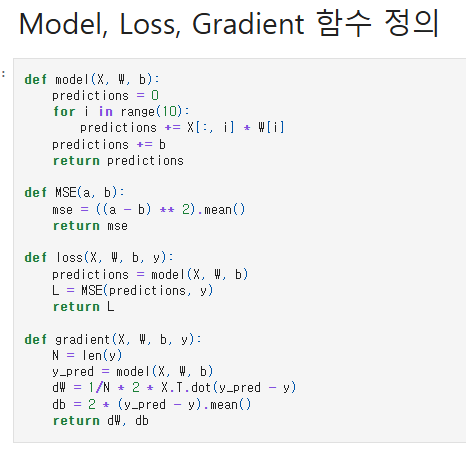 Model, Loss, Gradient 함수 정의
:
def model(X, W, b):
    predictions = 0
    for i in range(10):
        predictions += X[:, i] * W[i]
    predictions += b
    return predictions

def MSE(a, b):
    mse = ((a - b) ** 2).mean()
    return mse

def loss(X, W, b, y):
    predictions = model(X, W, b)
    L = MSE(predictions, y)
    return L

def gradient(X, W, b, y):
    N = len(y)
    y_pred = model(X, W, b)
    dW = 1/N * 2 * X.T.dot(y_pred - y)
    db = 2 * (y_pred - y).mean()
    return dW, db